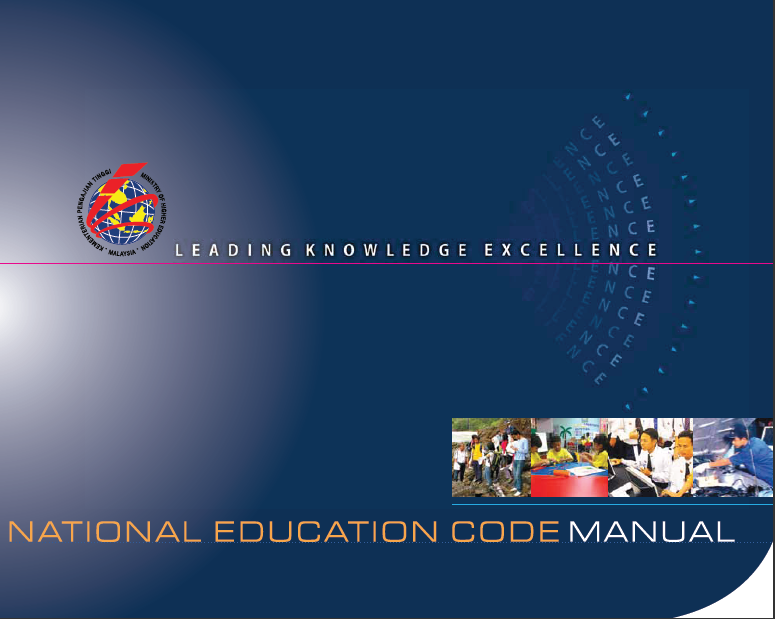 KEMENTERIAN PENGAJIAN TINGGI
MINISTRY OF HIGHER EDUCATION
* MALAYSIA *
LEADING KNOWLEDGE EXCELLENCE
NATIONAL EDUCATION CODE MANUAL